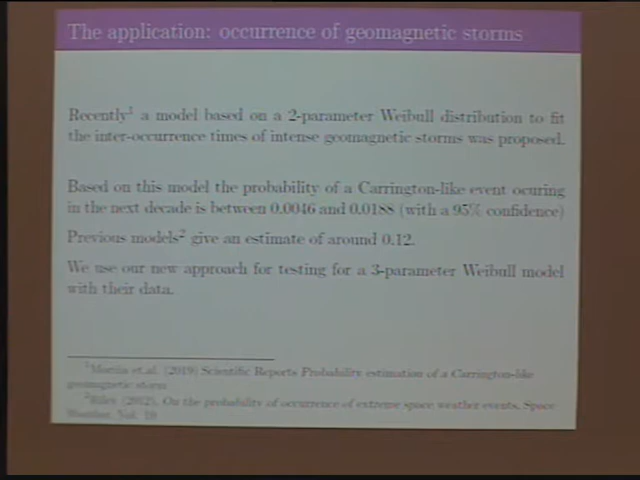 The application: occurrence of geomagnetic storms
Recently¹ a model based on a 2-parameter Weibull distribution to fit
the inter-occurrence times of intense geomagnetic storms was proposed.
Based on this model the probability of a Carrington-like event ocuring
in the next decade is between 0.0046 and 0.0188 (with a 95% confidence)
Previous models² give an estimate of around 0.12.
We use our new approach for testing for a 3-parameter Weibull model
with their data.
et.al. (2019) Scientific Reports Probability estimation of a Carrington-like
geomagnetic storm
²Riley (2012), On the probability of occurrence of extreme space weather events, Space
Weather, Vol. 10